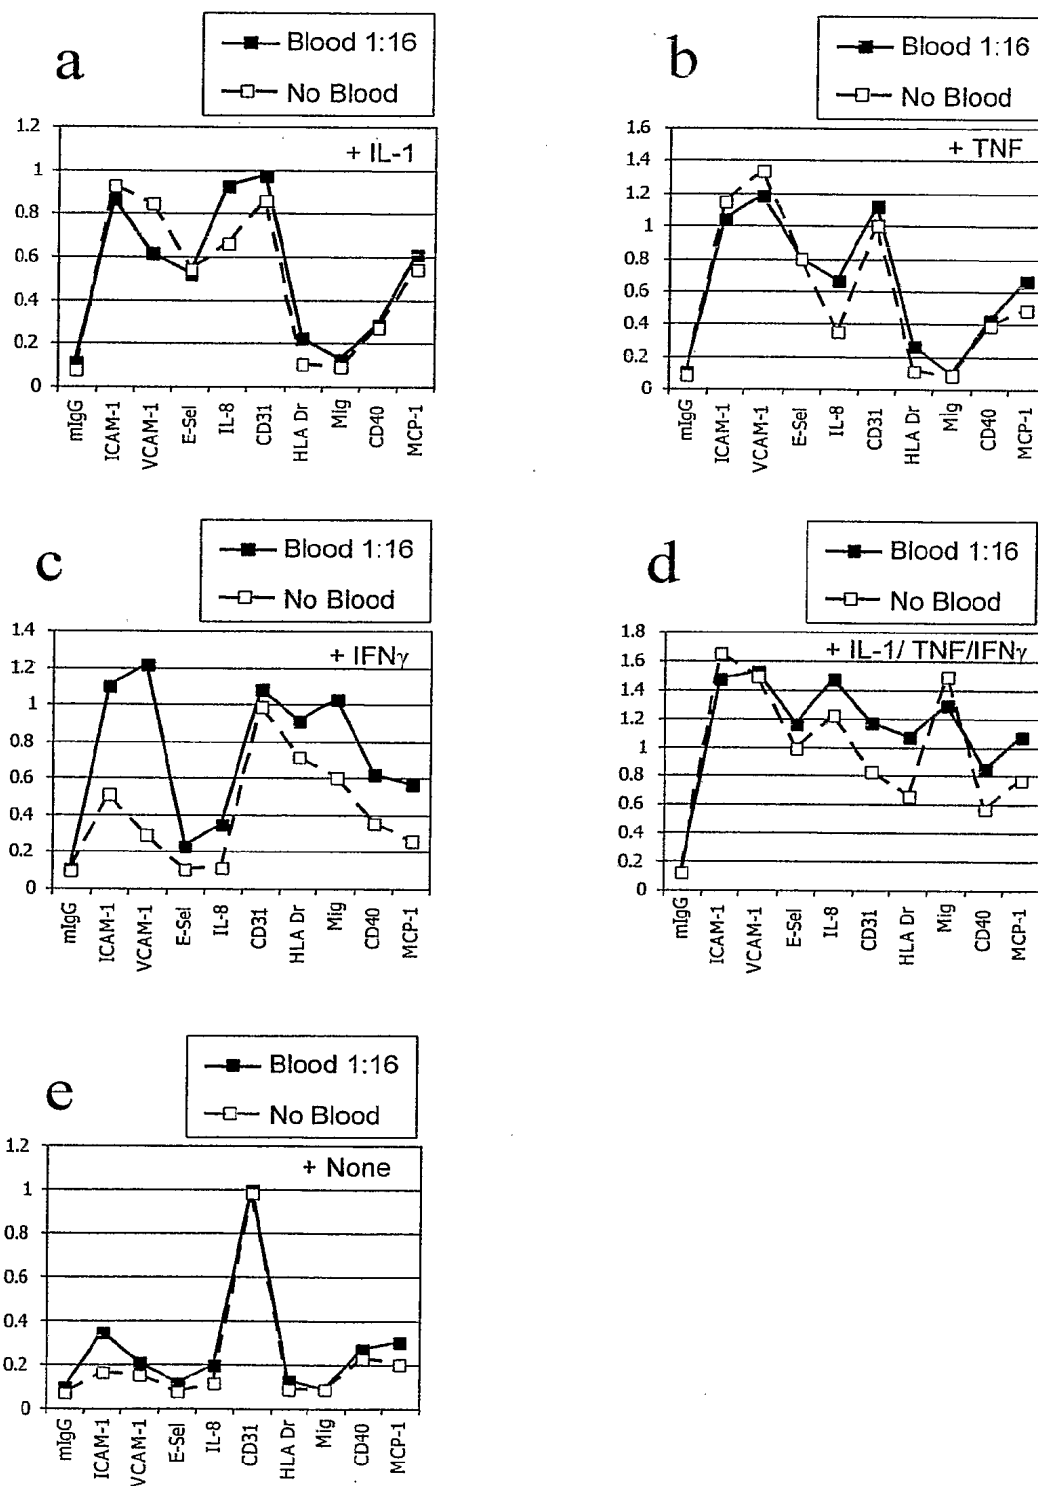 a
Blood 1:16
No Blood
+ IL-1
1.2
1
0.8
0.6
0.4
0.2
0
mIgG
ICAM-1
VCAM-1
E-Sel
IL-8
CD31
HLA Dr
Mig
CD40
MCP-1
b
Blood 1:16
No Blood
+ TNF
1.6
1.4
1.2
1
0.8
0.6
0.4
0.2
0
mIgG
ICAM-1
VCAM-1
E-Sel
IL-8
CD31
HLA Dr
Mig
CD40
MCP-1
c
Blood 1:16
No Blood
+ IFNγ
1.4
1.2
1
0.8
0.6
0.4
0.2
0
mIgG
ICAM-1
VCAM-1
E-Sel
IL-8
CD31
HLA Dr
Mig
CD40
MCP-1
d
Blood 1:16
No Blood
+ IL-1/ TNF/IFNγ
1.8
1.6
1.4
1.2
1
0.8
0.6
0.4
0.2
0
mIgG
ICAM-1
VCAM-1
E-Sel
IL-8
CD31
HLA Dr
Mig
CD40
MCP-1
e
Blood 1:16
No Blood
+ None
1.2
1
0.8
0.6
0.4
0.2
0
mIgG
ICAM-1
VCAM-1
E-Sel
IL-8
CD31
HLA Dr
Mig
CD40
MCP-1